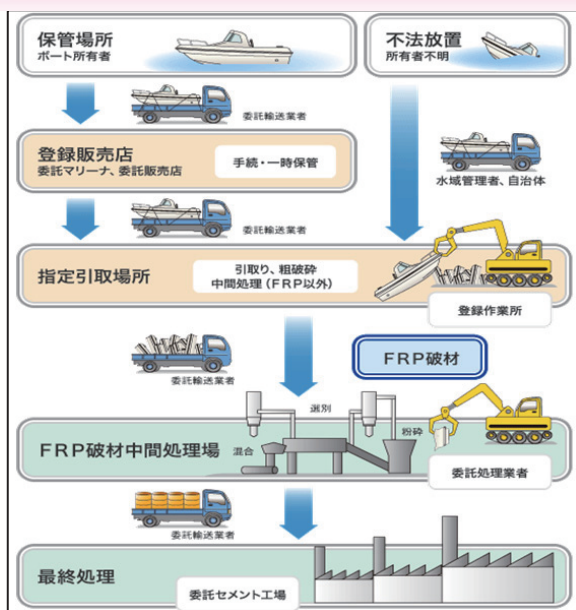 保管場所
ボート所有者
不法放置
所有者不明
委託輸送業者
登録販売店
委託マリーナ、委託販売店
手続・一時保管
水域管理者、自治体
委託輸送業者
指定引取場所
引取り、粗破砕
中間処理（FRP以外）
登録作業所
FRP破材
委託輸送業者
選別
粉砕
混合
FRP破材中間処理場
委託処理業者
委託輸送業者
最終処理
委託セメント工場